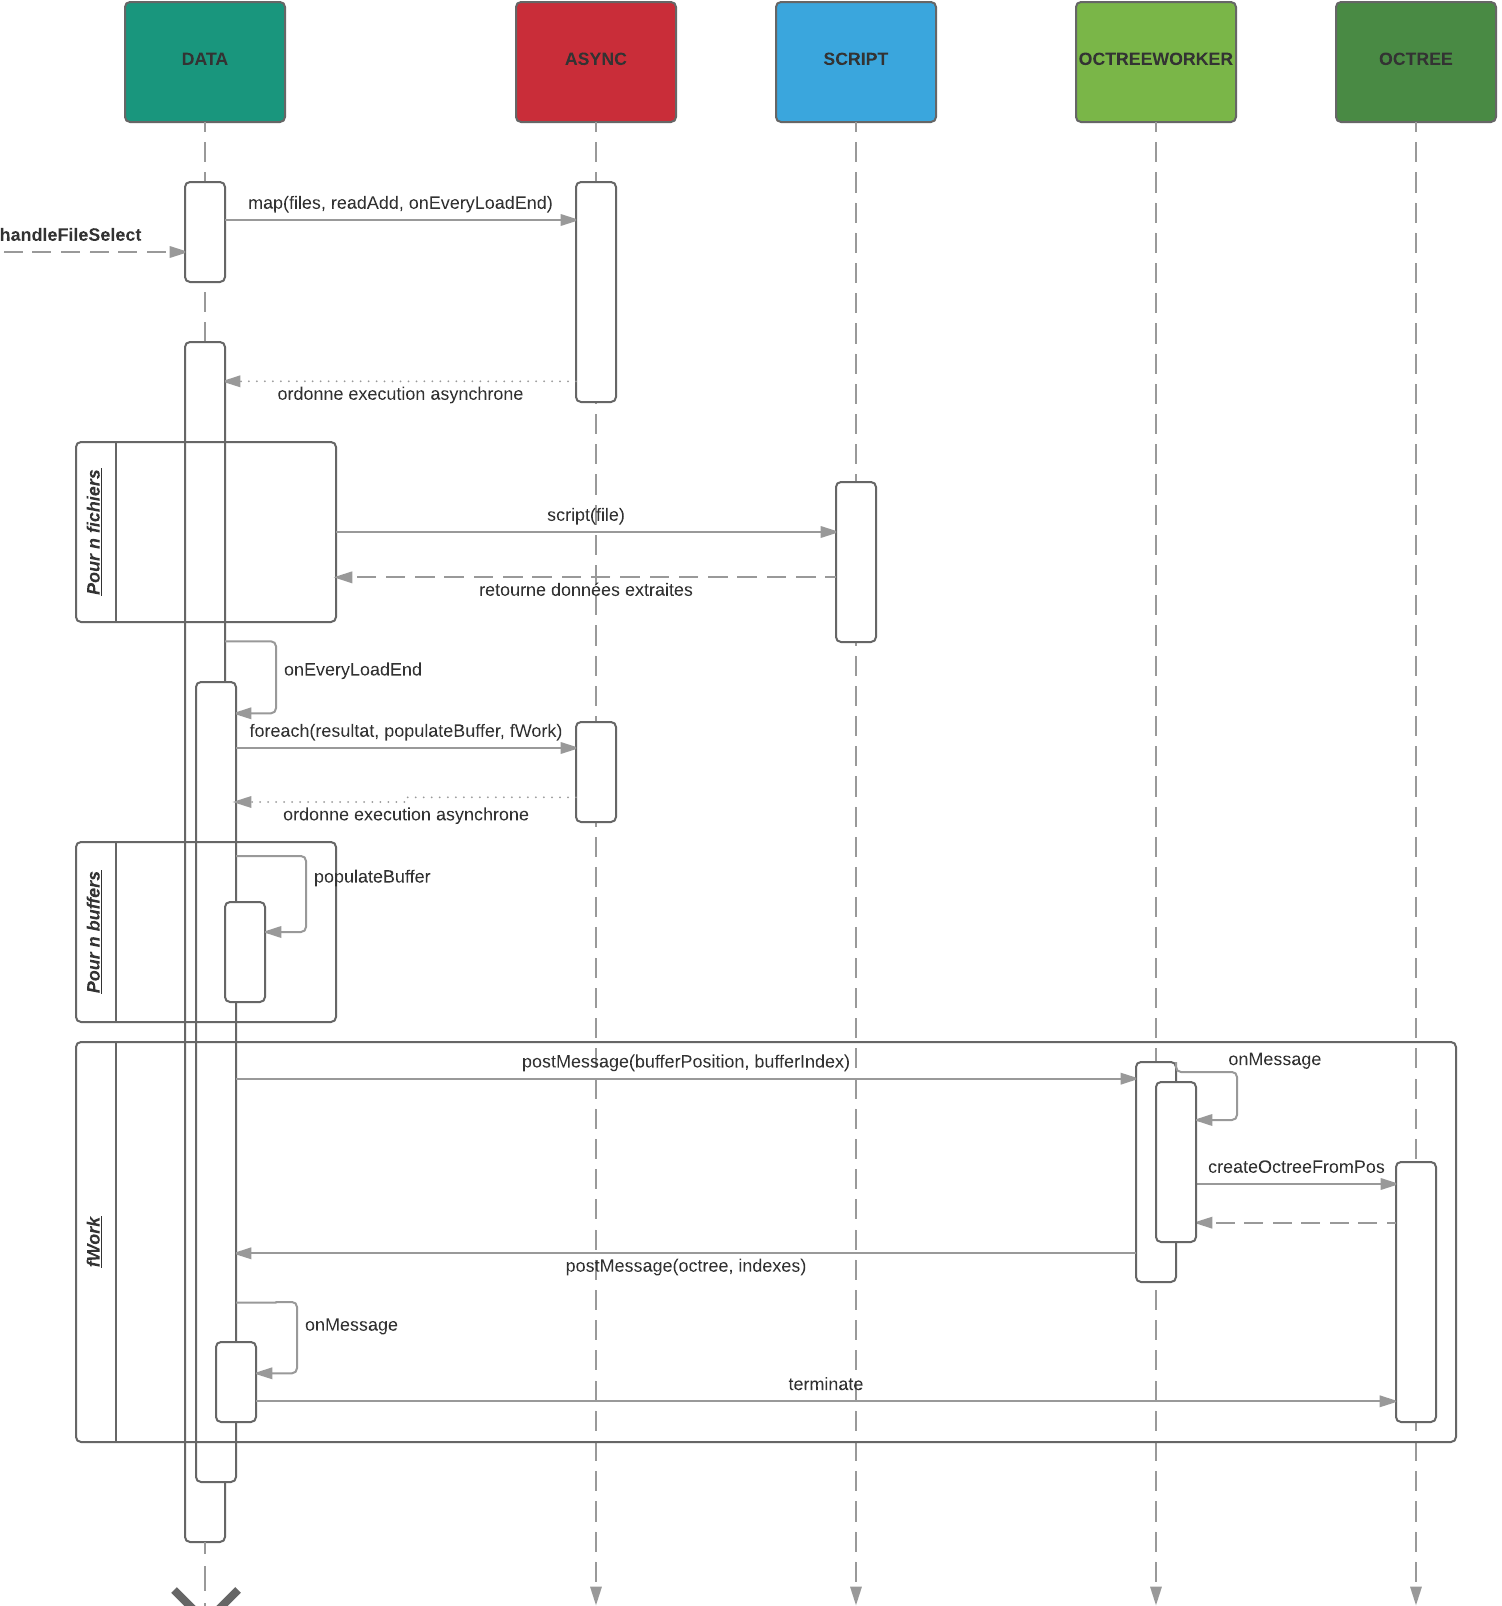 DATA
ASYNC
SCRIPT
OCTREEWORKER
OCTREE
map(files, readAdd, onEveryLoadEnd)
handleFileSelect
ordonne execution asynchrone
Pour n fichiers
script(file)
retourne données extraites
onEveryLoadEnd
foreach(resultat, populateBuffer, fWork)
ordonne execution asynchrone
Pour n buffers
populateBuffer
postMessage(bufferPosition, bufferIndex)
onMessage
createOctreeFromPos
fWork
postMessage(octree, indexes)
onMessage
terminate